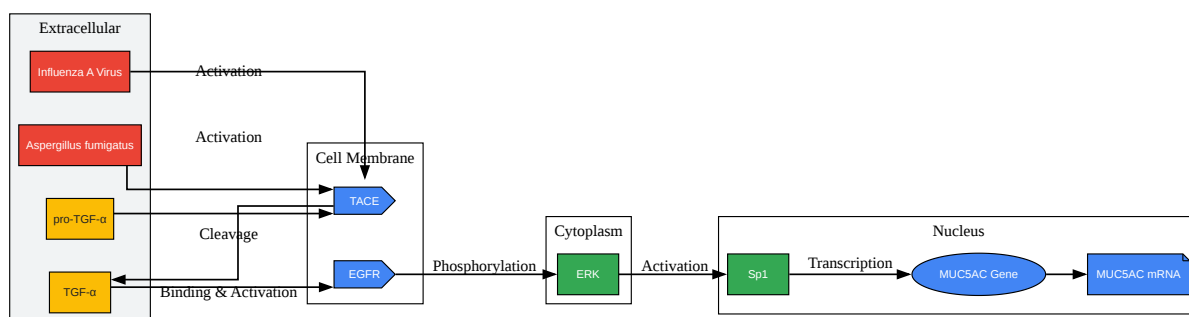 Extracellular
Influenza A Virus
Activation
Aspergillus fumigatus
Activation
Cell Membrane
TACE
pro-TGF-α
Cleavage
TGF-α
Binding & Activation
EGFR
Phosphorylation
Cytoplasm
ERK
Activation
Nucleus
Sp1
Transcription
MUC5AC Gene
MUC5AC mRNA